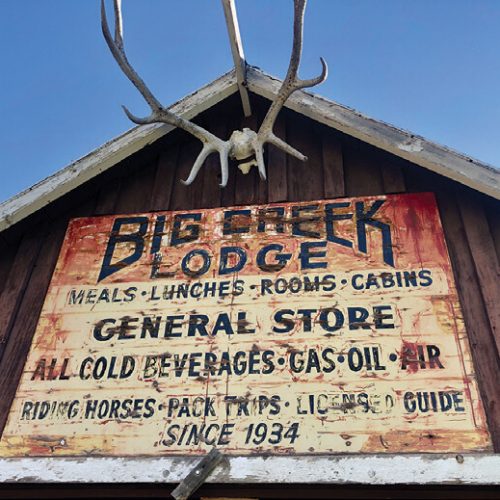 BIG CREEK
LODGE
MEALS · LUNCHES · ROOMS · CABINS
GENERAL STORE
ALL COLD BEVERAGES · GAS · OIL · AIR
RIDING HORSES · PACK TRIPS · LICENSED GUIDE
SINCE 1934